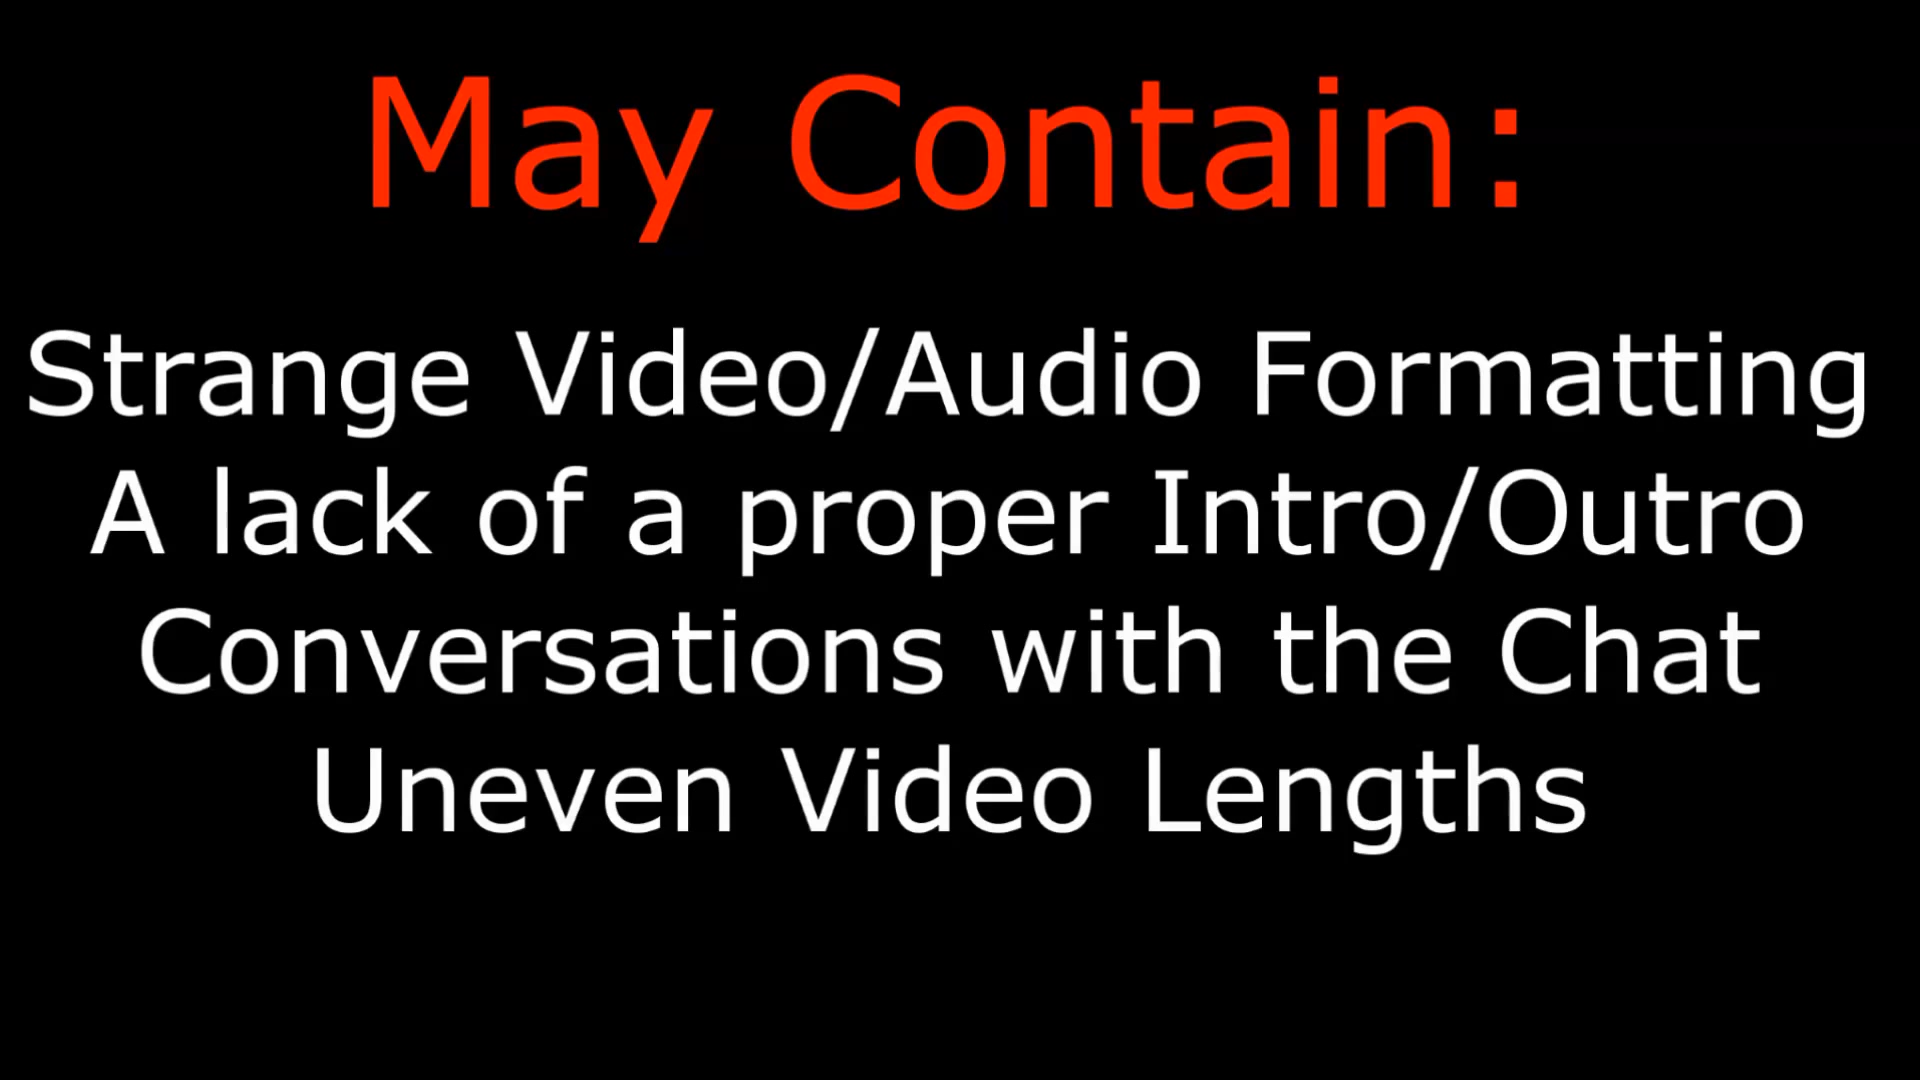 May Contain:
Strange Video/Audio Formatting
A lack of a proper Intro/Outro
Conversations with the Chat
Uneven Video Lengths